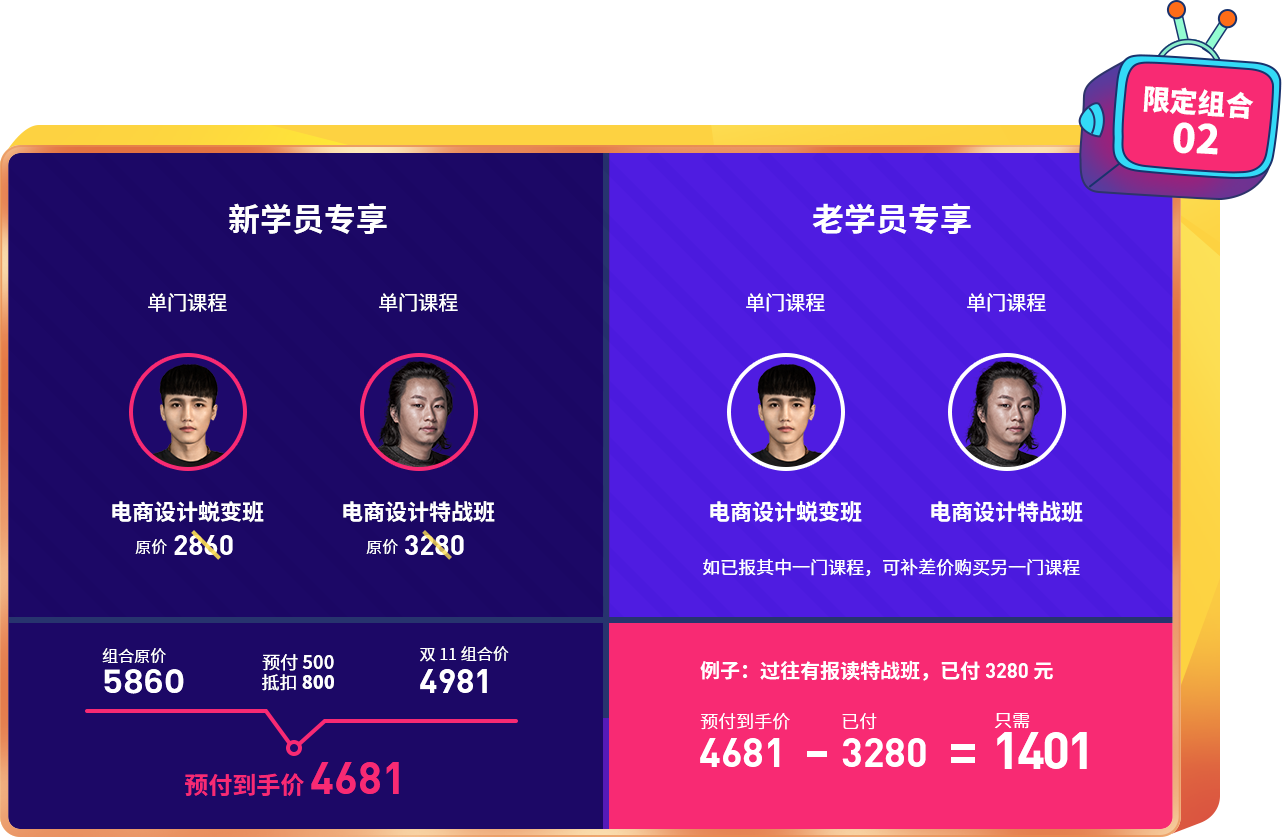 限定组合
02
新学员专享
单门课程
单门课程
电商设计蜕变班
原价 2860
电商设计特战班
原价 3280
组合原价
5860
预付 500
抵扣 800
双 11 组合价
4981
预付到手价 4681
老学员专享
单门课程
单门课程
电商设计蜕变班
电商设计特战班
如已报其中一门课程，可补差价购买另一门课程
例子：过往有报读特战班，已付 3280 元
预付到手价
已付
只需
4681 – 3280 = 1401